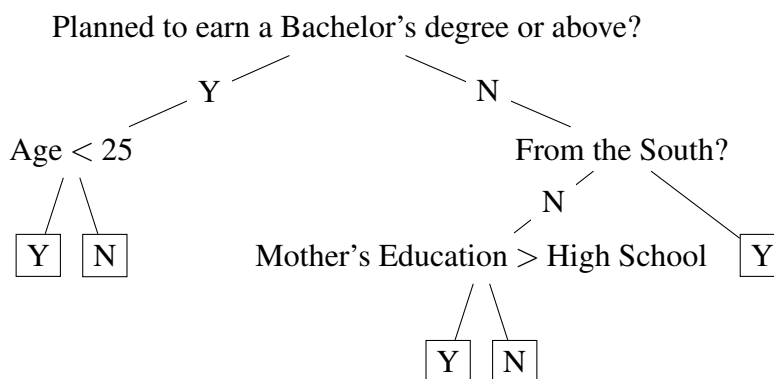 Planned to earn a Bachelor’s degree or above?
Y N
Age < 25 From the South?
N
Y N Mother’s Education > High School Y
Y N